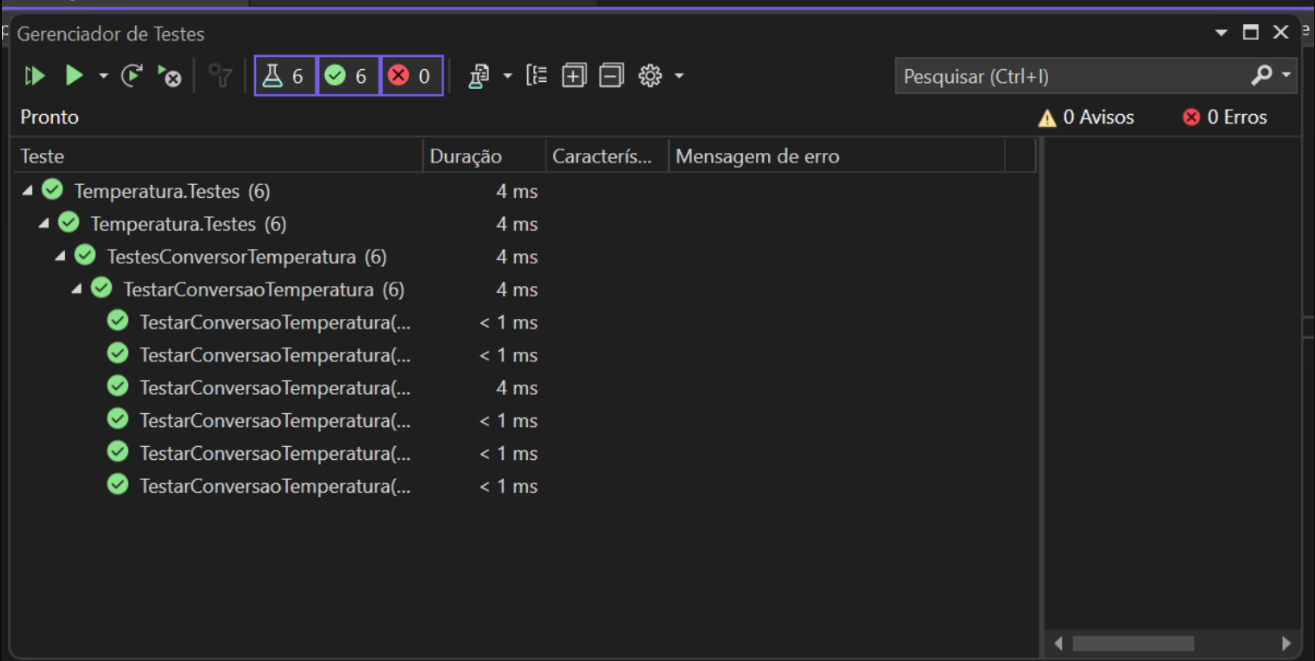 Gerenciador de Testes
6 6 0
Pesquisar (Ctrl+I)
Pronto
0 Avisos 0 Erros
Teste Duração Caracterís... Mensagem de erro
Temperatura.Testes (6) 4 ms
Temperatura.Testes (6) 4 ms
TestesConversorTemperatura (6) 4 ms
TestarConversaoTemperatura (6) 4 ms
TestarConversaoTemperatura(... < 1 ms
TestarConversaoTemperatura(... < 1 ms
TestarConversaoTemperatura(... 4 ms
TestarConversaoTemperatura(... < 1 ms
TestarConversaoTemperatura(... < 1 ms
TestarConversaoTemperatura(... < 1 ms